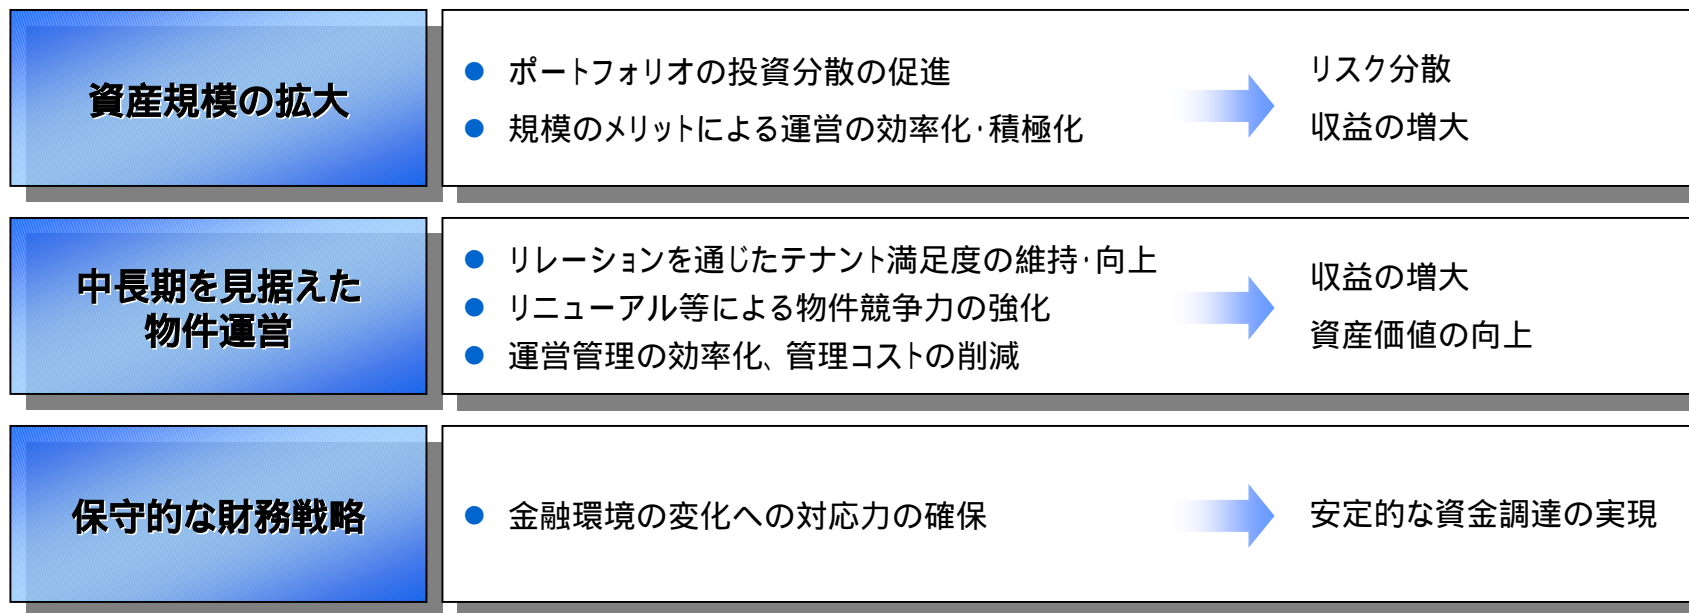 資産規模の拡大
● ポートフォリオの投資分散の促進
● 規模のメリットによる運営の効率化・積極化
リスク分散
収益の増大
中長期を見据えた
物件運営
● リレーションを通じたテナント満足度の維持・向上
● リニューアル等による物件競争力の強化
● 運営管理の効率化、管理コストの削減
収益の増大
資産価値の向上
保守的な財務戦略
● 金融環境の変化への対応力の確保
安定的な資金調達の実現